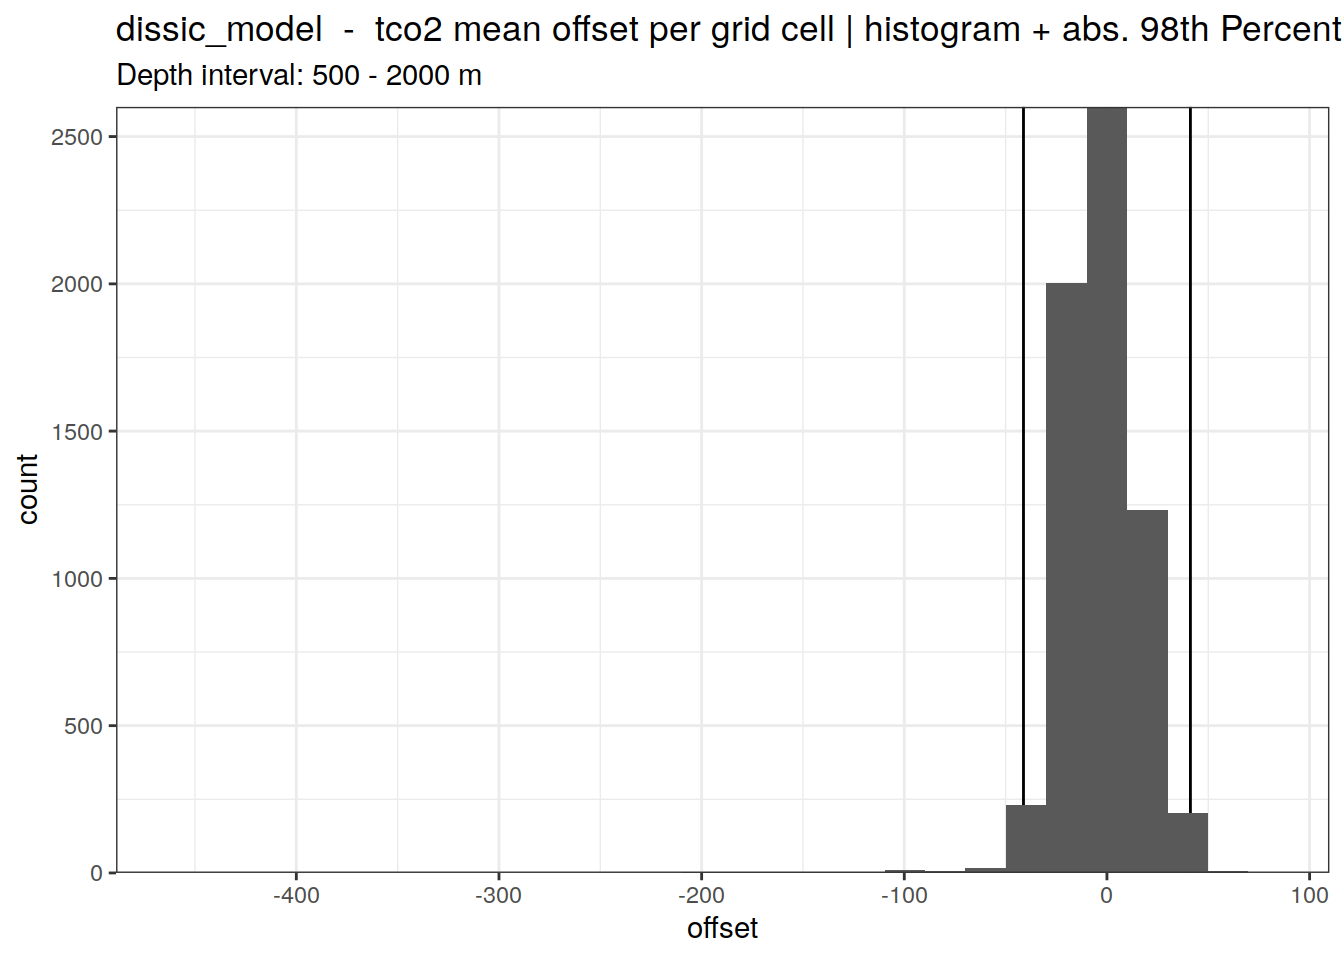 dissic_model - tco2 mean offset per grid cell | histogram + abs. 98th Percent
Depth interval: 500 - 2000 m
2500
2000
1500
1000
500
0
count
-400 -300 -200 -100 0 100
offset